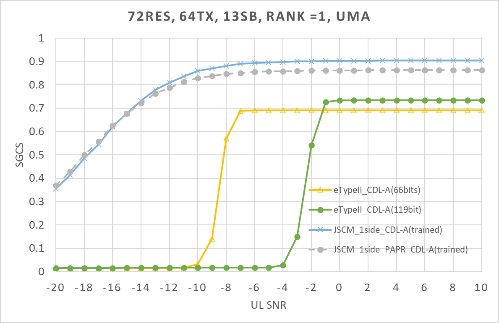 72RES, 64TX, 13SB, RANK =1, UMA
1
0.9
0.8
0.7
0.6
0.5
0.4
0.3
0.2
0.1
0
SGCS
eTypeII_CDL-A(66bits)
eTypeII_CDL-A(119bit)
JSCM_1side_CDL-A(trained)
JSCM_1side_PAPR_CDL-A(trained)
-20 -18 -16 -14 -12 -10 -8 -6 -4 -2 0 2 4 6 8 10
UL SNR